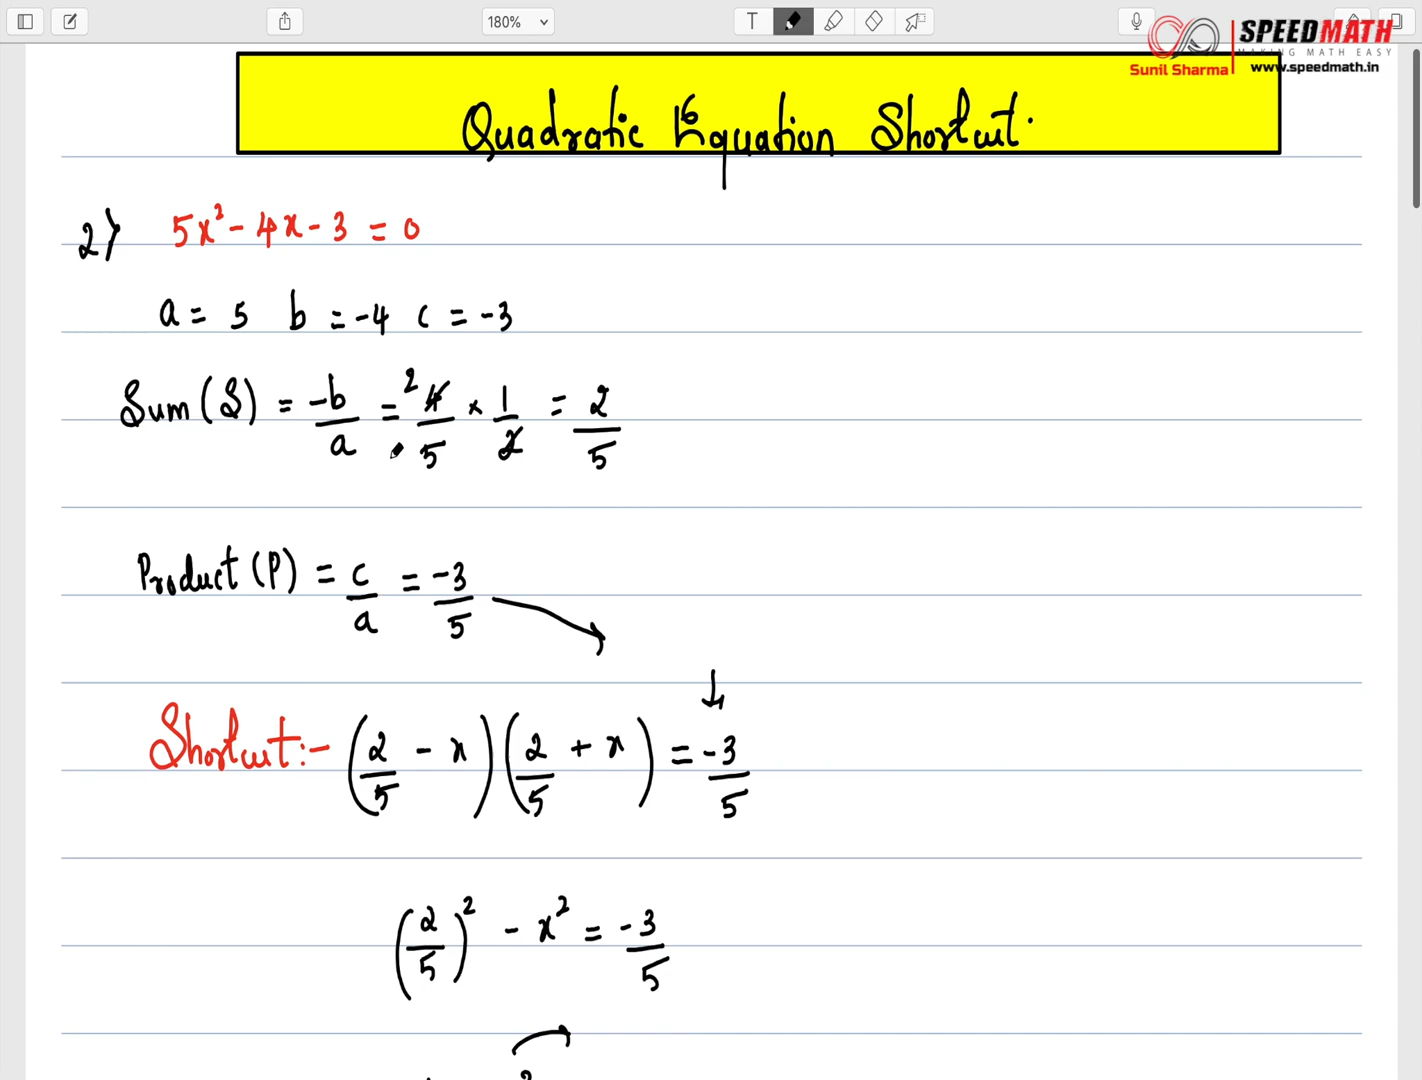 180%
T
SPEEDMATH
MAKING MATH EASY
Sunil Sharma
www.speedmath.in
Quadratic Equation Shortcut.
2) 5x² - 4x - 3 = 0
a = 5 b = -4 c = -3
Sum (S) = -b/a = 4/5 × 1/2 = 2/5
2
Product (P) = c/a = -3/5
Shortcut:- (2/5 - x)(2/5 + x) = -3/5
(2/5)² - x² = -3/5